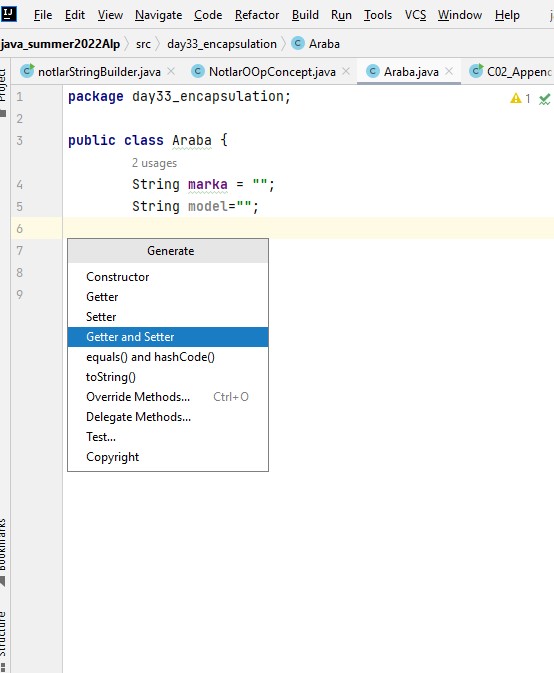 IJ File Edit View Navigate Code Refactor Build Run Tools VCS Window Help
java_summer2022Alp src day33_encapsulation C Araba
notlarStringBuilder.java NotlarOOpConcept.java Araba.java C02_Appen
Project
1 package day33_encapsulation; 1
2
3 public class Araba {
2 usages
4 String marka = "";
5 String model="";
6
7
8
9
Generate
Constructor
Getter
Setter
Getter and Setter
equals() and hashCode()
toString()
Override Methods... Ctrl+O
Delegate Methods...
Test...
Copyright
Bookmarks
Structure